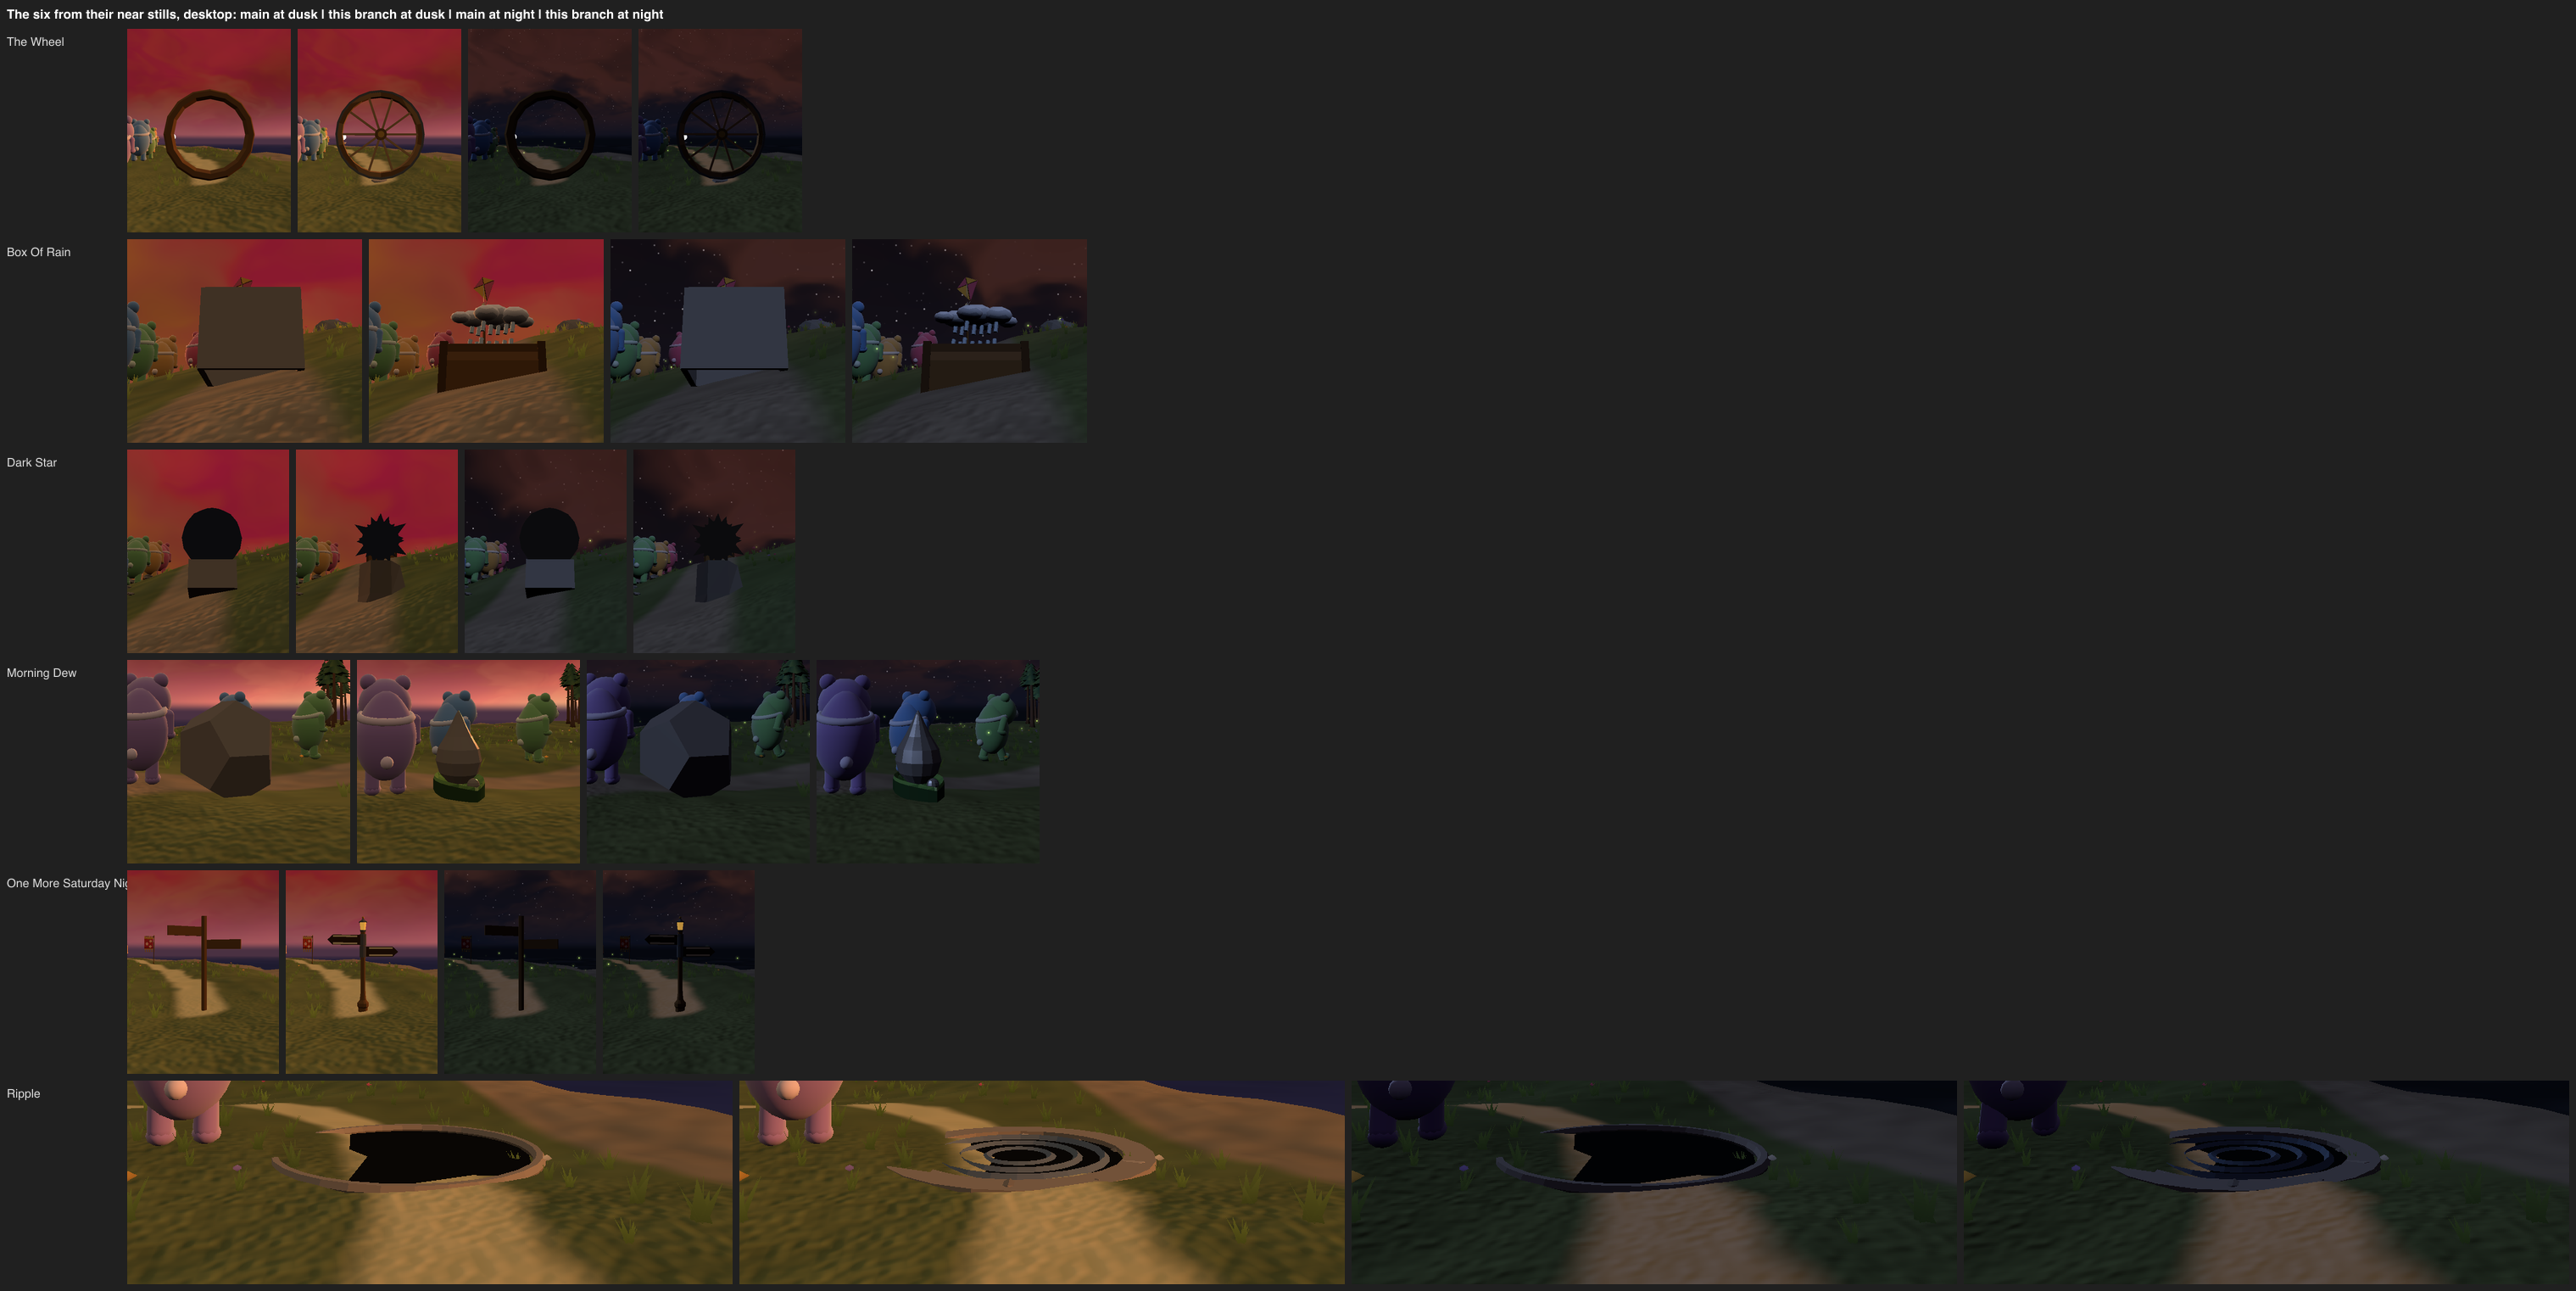 The six from their near stills, desktop: main at dusk | this branch at dusk | main at night | this branch at night
The Wheel
Box Of Rain
Dark Star
Morning Dew
One More Saturday Nig
Ripple